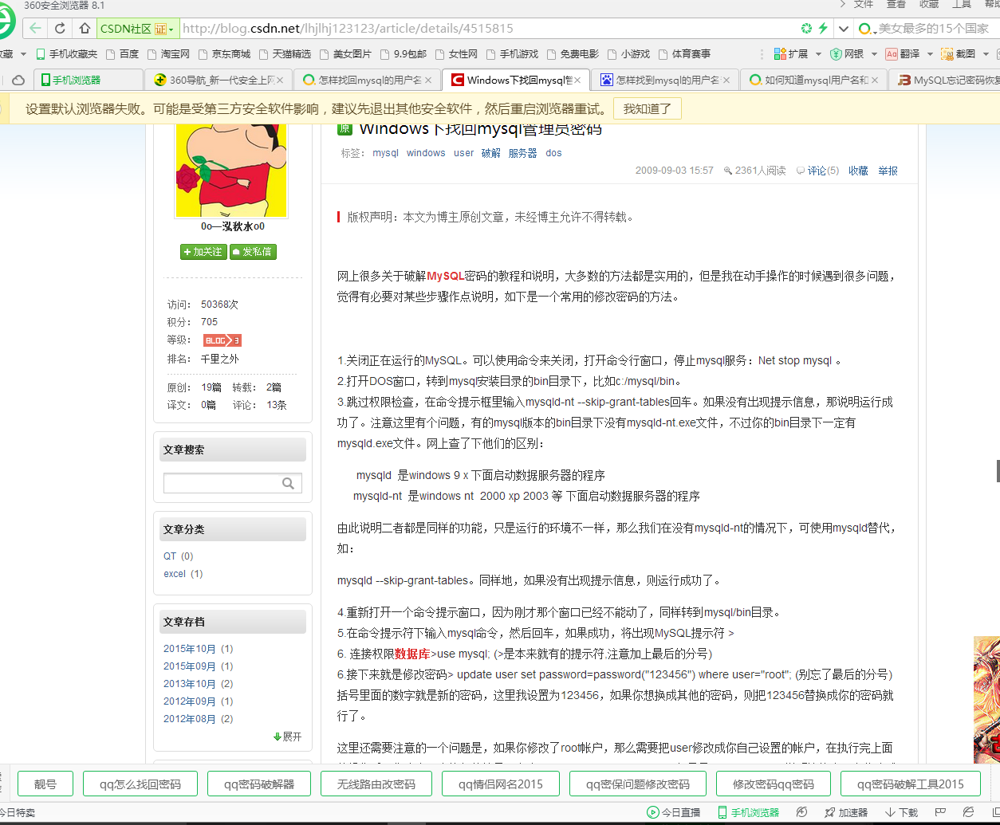 360安全浏览器 8.1
文件 查看 收藏 工具 帮助
CSDN社区 证 http://blog.csdn.net/lhjlhj123123/article/details/4515815 美女最多的15个国家
收藏 手机收藏夹 百度 淘宝网 京东商城 天猫精选 美女图片 9.9包邮 女性网 手机游戏 免费电影 小游戏 体育赛事 扩展 网银 翻译 截图
手机浏览器 360导航_新一代安全上网 怎样找回mysql的用户名 Windows下找回mysql管 怎样找到mysql的用户名 如何知道mysql用户名和 MySQL忘记密码恢复
设置默认浏览器失败。可能是受第三方安全软件影响，建议先退出其他安全软件，然后重启浏览器重试。 我知道了
原 Windows下找回mysql管理员密码
标签： mysql windows user 破解 服务器 dos
2009-09-03 15:57 2361人阅读 评论(5) 收藏 举报
0o—泓秋水o0
加关注 发私信
访问： 50368次
积分： 705
等级： BLOG 3
排名： 千里之外
原创： 19篇 转载： 2篇
译文： 0篇 评论： 13条
文章搜索
文章分类
QT (0)
excel (1)
文章存档
2015年10月 (1)
2015年09月 (1)
2013年10月 (2)
2012年09月 (1)
2012年08月 (2)
展开
版权声明：本文为博主原创文章，未经博主允许不得转载。
网上很多关于破解MySQL密码的教程和说明，大多数的方法都是实用的，但是我在动手操作的时候遇到很多问题，
觉得有必要对某些步骤作点说明，如下是一个常用的修改密码的方法。
1.关闭正在运行的MySQL。可以使用命令来关闭，打开命令行窗口，停止mysql服务：Net stop mysql 。
2.打开DOS窗口，转到mysql安装目录的bin目录下，比如c:/mysql/bin。
3.跳过权限检查，在命令提示框里输入mysqld-nt --skip-grant-tables回车。如果没有出现提示信息，那说明运行成
功了。注意这里有个问题，有的mysql版本的bin目录下没有mysqld-nt.exe文件，不过你的bin目录下一定有
mysqld.exe文件。网上查了下他们的区别：
mysqld 是windows 9 x 下面启动数据服务器的程序
mysqld-nt 是windows nt 2000 xp 2003 等 下面启动数据服务器的程序
由此说明二者都是同样的功能，只是运行的环境不一样，那么我们在没有mysqld-nt的情况下，可使用mysqld替代，
如：
mysqld --skip-grant-tables。同样地，如果没有出现提示信息，则运行成功了。
4.重新打开一个命令提示窗口，因为刚才那个窗口已经不能动了，同样转到mysql/bin目录。
5.在命令提示符下输入mysql命令，然后回车，如果成功，将出现MySQL提示符 >
6. 连接权限数据库>use mysql; (>是本来就有的提示符,注意加上最后的分号)
6.接下来就是修改密码> update user set password=password("123456") where user="root"; (别忘了最后的分号)
括号里面的数字就是新的密码，这里我设置为123456，如果你想换成其他的密码，则把123456替换成你的密码就
行了。
这里还需要注意的一个问题是，如果你修改了root帐户，那么需要把user修改成你自己设置的帐户，在执行完上面
靓号 qq怎么找回密码 qq密码破解器 无线路由改密码 qq情侣网名2015 qq密保问题修改密码 修改密码qq密码 qq密码破解工具2015
今日特卖 今日直播 手机浏览器 加速器 下载